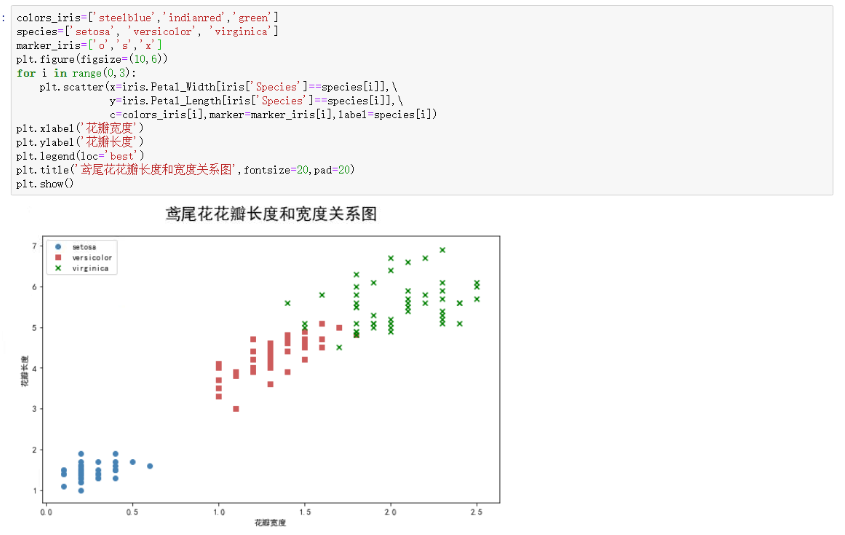 :
colors_iris=['steelblue','indianred','green']
species=['setosa', 'versicolor', 'virginica']
marker_iris=['o','s','x']
plt.figure(figsize=(10,6))
for i in range(0,3):
    plt.scatter(x=iris.Petal_Width[iris['Species']==species[i]],\
                y=iris.Petal_Length[iris['Species']==species[i]],\
                c=colors_iris[i],marker=marker_iris[i],label=species[i])
plt.xlabel('花瓣宽度')
plt.ylabel('花瓣长度')
plt.legend(loc='best')
plt.title('鸢尾花花瓣长度和宽度关系图',fontsize=20,pad=20)
plt.show()
鸢尾花花瓣长度和宽度关系图
setosa
versicolor
virginica
7
6
5
4
3
2
1
花瓣长度
0.0 0.5 1.0 1.5 2.0 2.5
花瓣宽度